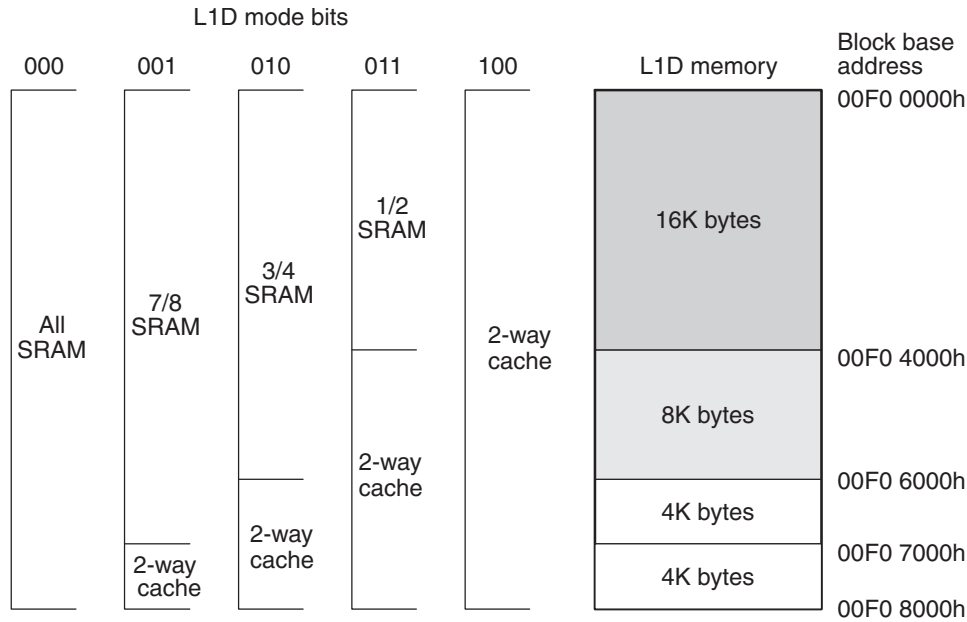 L1D mode bits
000 001 010 011 100 L1D memory Block base
address
00F0 0000h
1/2
SRAM
16K bytes
3/4
SRAM
7/8
SRAM
All
SRAM
2-way
cache
00F0 4000h
8K bytes
2-way
cache
00F0 6000h
4K bytes
2-way
cache
00F0 7000h
2-way
cache
4K bytes
00F0 8000h